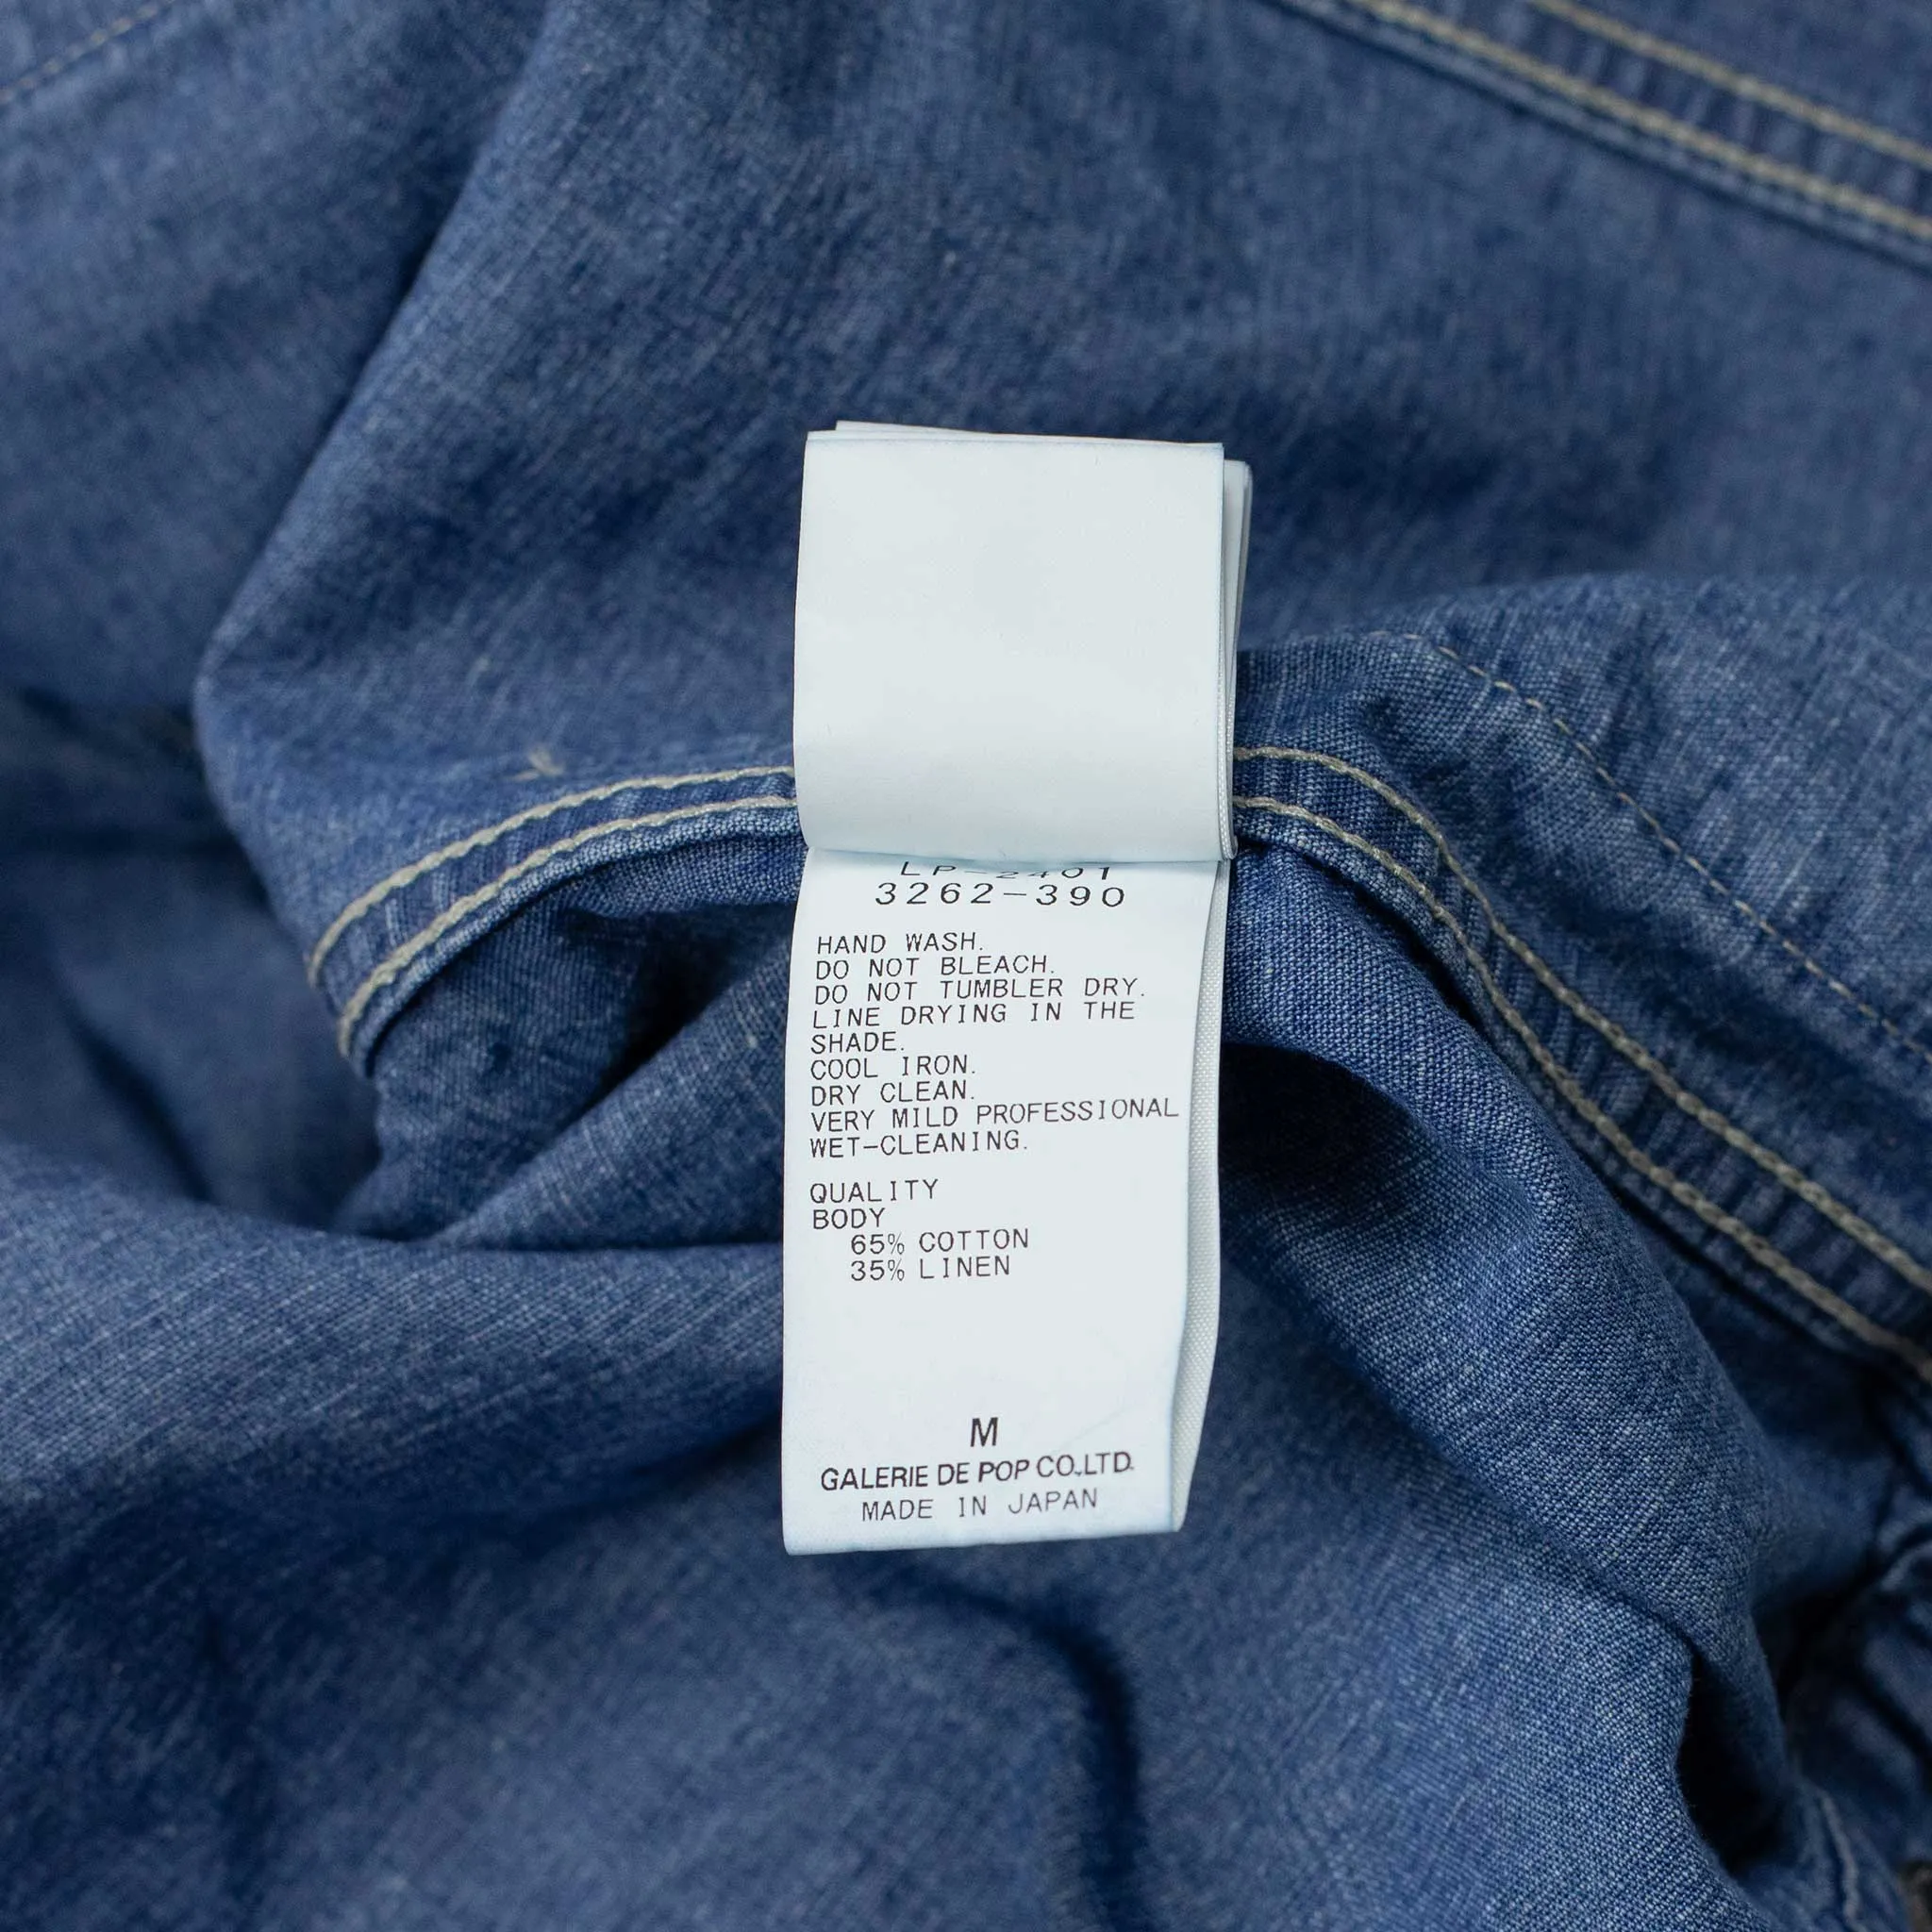 LP-2401
3262-390
HAND WASH.
DO NOT BLEACH.
DO NOT TUMBLER DRY.
LINE DRYING IN THE
SHADE.
COOL IRON.
DRY CLEAN.
VERY MILD PROFESSIONAL
WET-CLEANING.
QUALITY
BODY
65% COTTON
35% LINEN
M
GALERIE DE POP CO.,LTD.
MADE IN JAPAN